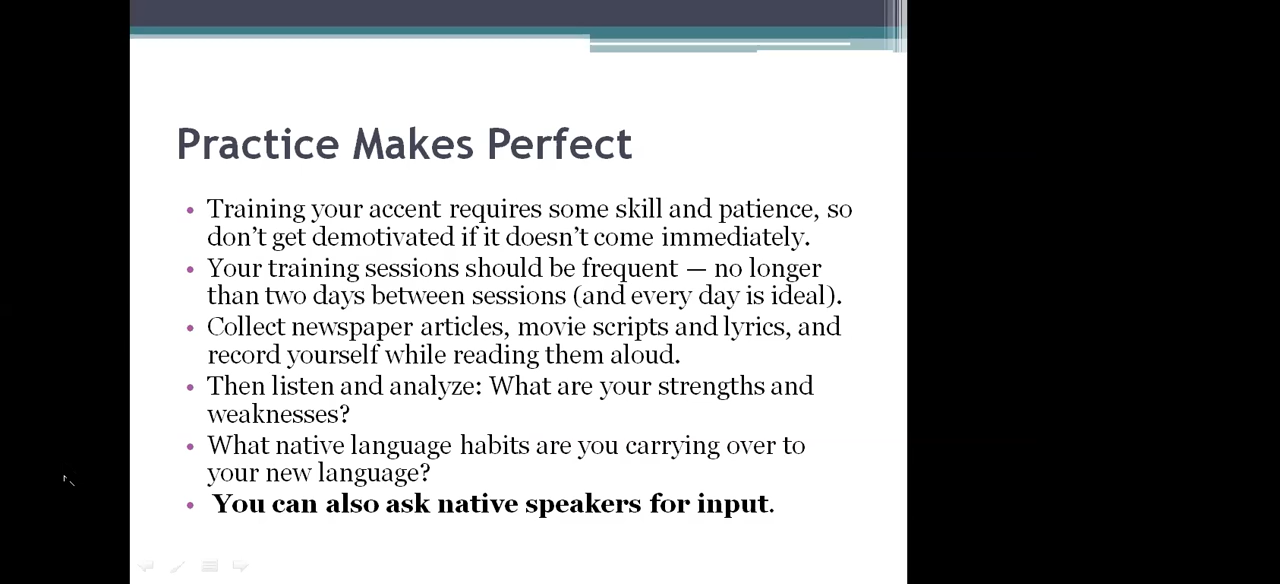 Practice Makes Perfect
• Training your accent requires some skill and patience, so
don’t get demotivated if it doesn’t come immediately.
• Your training sessions should be frequent — no longer
than two days between sessions (and every day is ideal).
• Collect newspaper articles, movie scripts and lyrics, and
record yourself while reading them aloud.
• Then listen and analyze: What are your strengths and
weaknesses?
• What native language habits are you carrying over to
your new language?
• You can also ask native speakers for input.